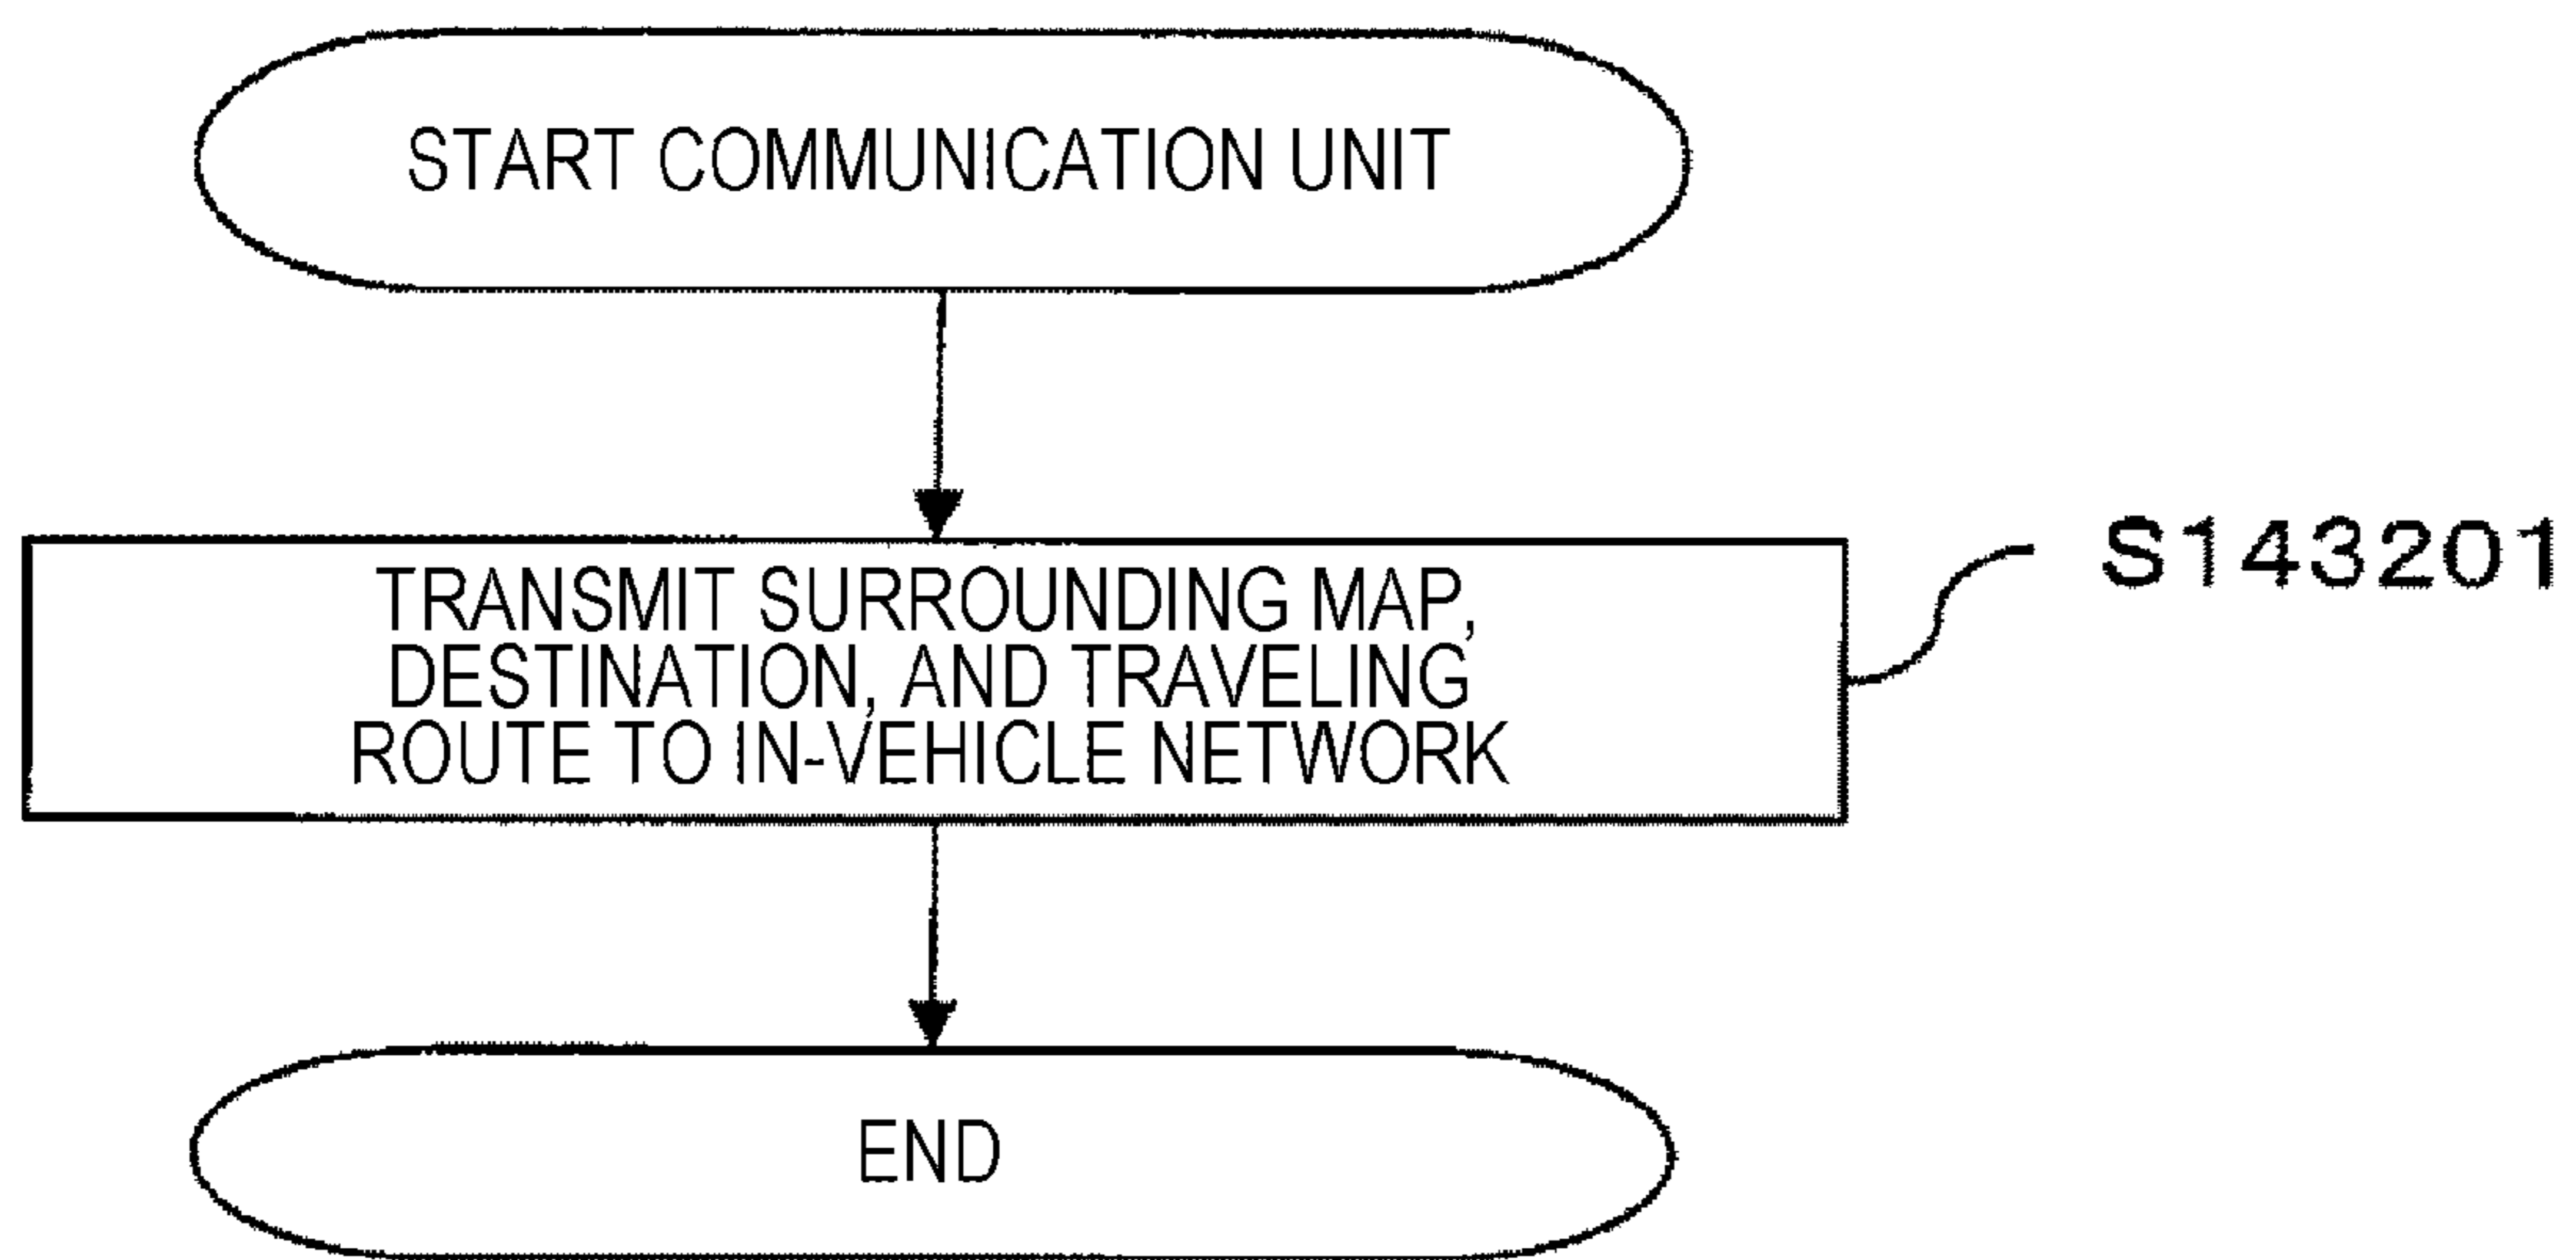 START COMMUNICATION UNIT
TRANSMIT SURROUNDING MAP,
DESTINATION, AND TRAVELING
ROUTE TO IN-VEHICLE NETWORK
S143201
END